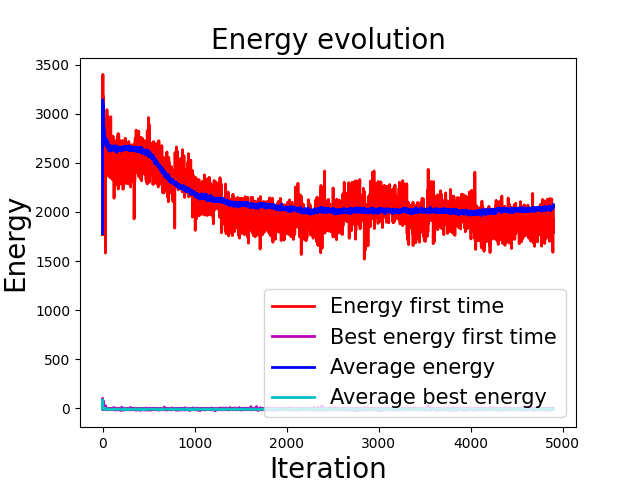 Energy evolution
3500
3000
2500
2000
1500
1000
500
0
Energy
Energy first time
Best energy first time
Average energy
Average best energy
0 1000 2000 3000 4000 5000
Iteration